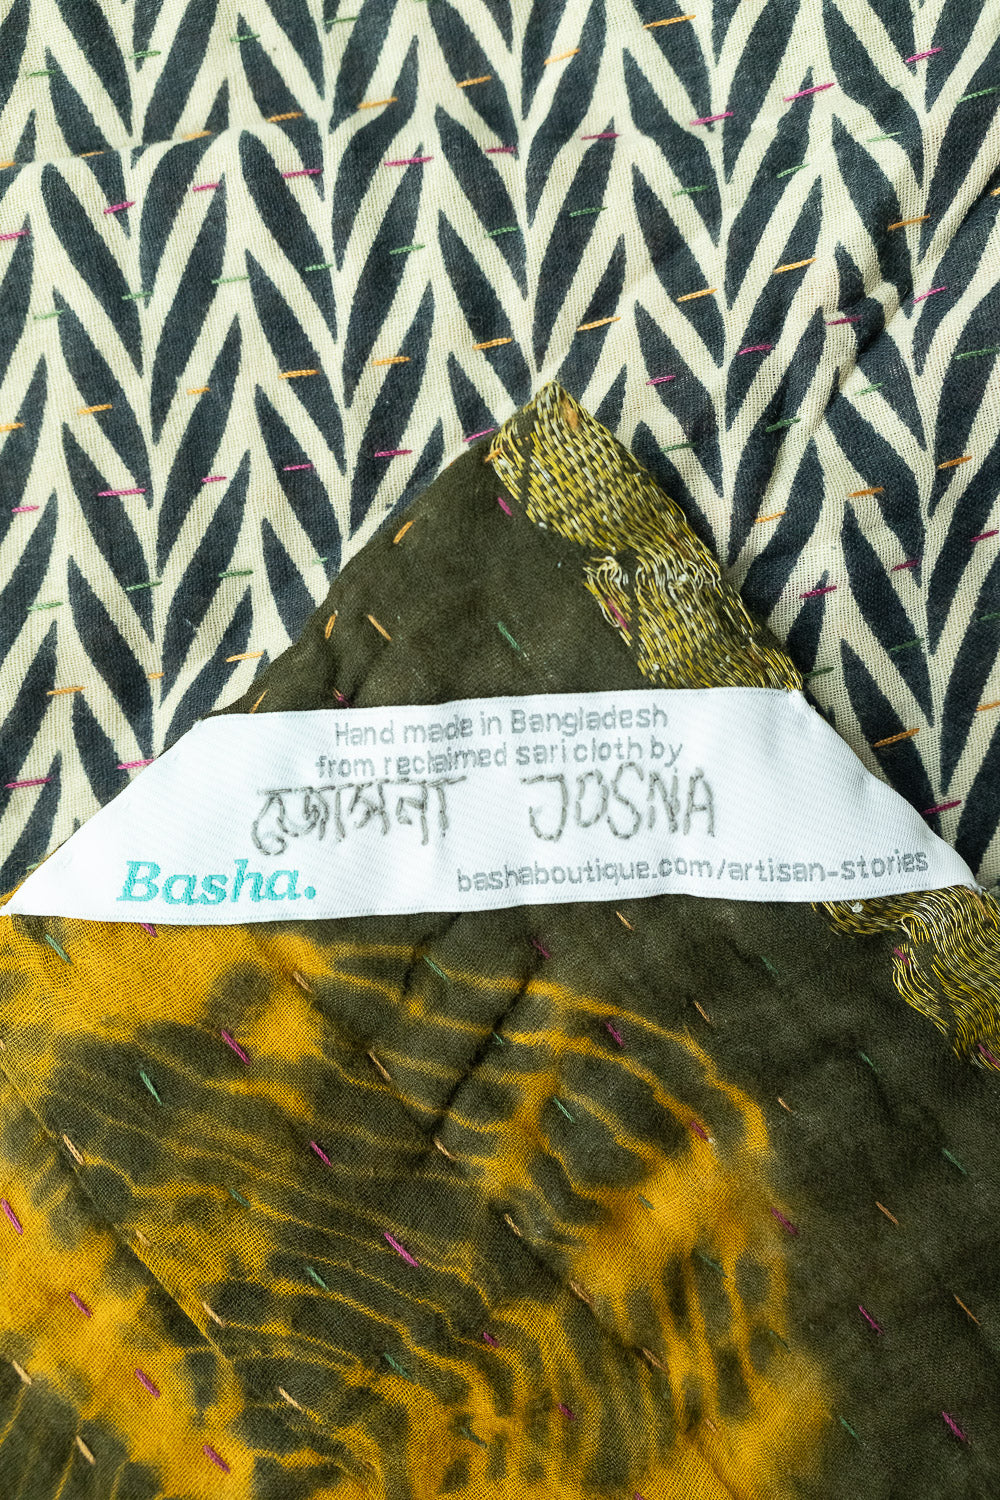 Hand made in Bangladesh
from reclaimed sari cloth by
জোসনা JOSNA
Basha. bashaboutique.com/artisan-stories